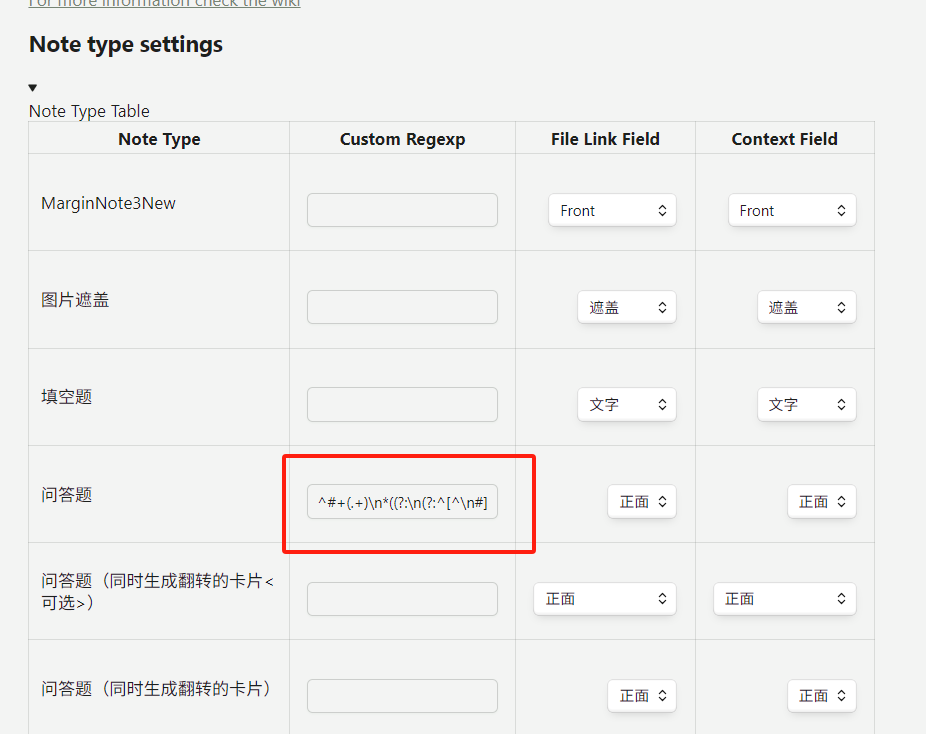 For more information check the wiki
Note type settings
Note Type Table
Note Type Custom Regexp File Link Field Context Field
MarginNote3New Front Front
图片遮盖 遮盖 遮盖
填空题 文字 文字
问答题 ^#+(.+)\n*((?:\n(?:^[^\n#] 正面 正面
问答题（同时生成翻转的卡片<
可选>） 正面 正面
问答题（同时生成翻转的卡片） 正面 正面